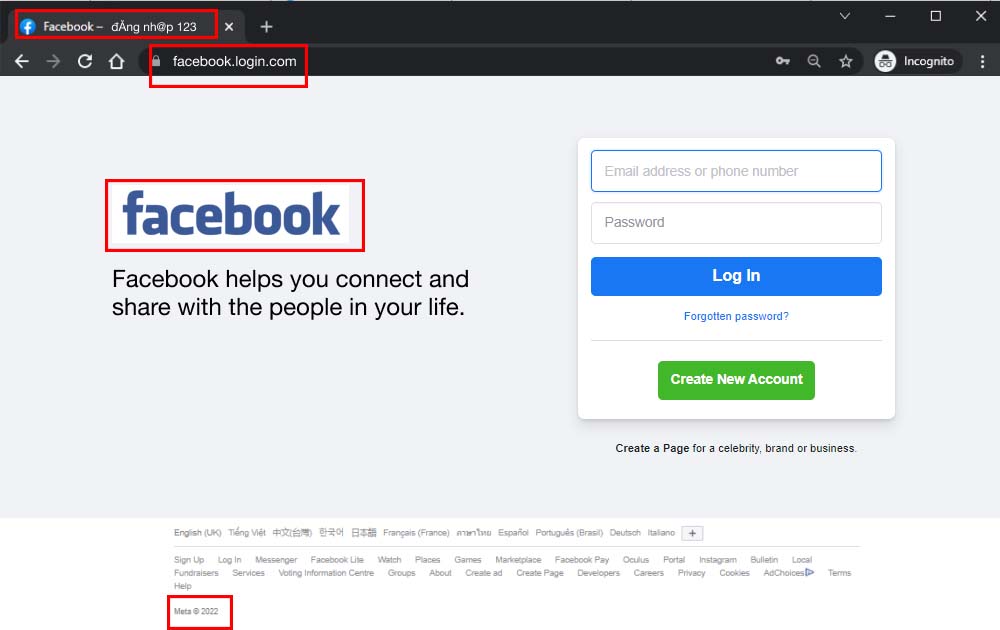 Facebook – đĂng nh@p 123
facebook.login.com
Incognito
facebook
Facebook helps you connect and
share with the people in your life.
Email address or phone number
Password
Log In
Forgotten password?
Create New Account
Create a Page for a celebrity, brand or business.
English (UK) Tiếng Việt 中文(台灣) 한국어 日本語 Français (France) ภาษาไทย Español Português (Brasil) Deutsch Italiano +
Sign Up Log In Messenger Facebook Lite Watch Places Games Marketplace Facebook Pay Oculus Portal Instagram Bulletin Local
Fundraisers Services Voting Information Centre Groups About Create ad Create Page Developers Careers Privacy Cookies AdChoices Terms
Help
Meta © 2022